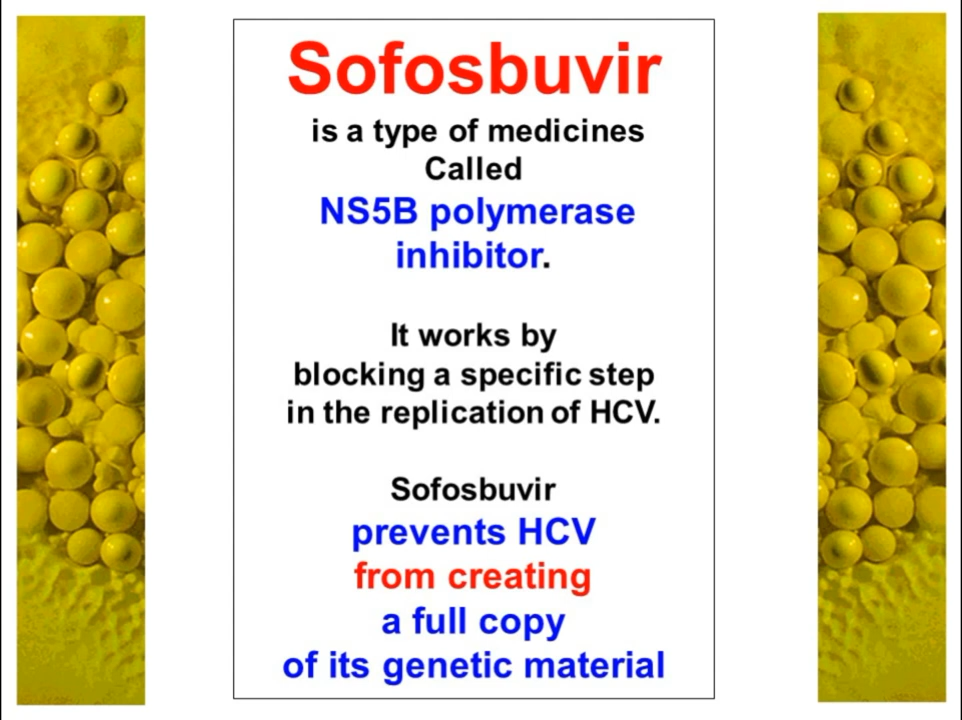 Sofosbuvir
is a type of medicines
Called
NS5B polymerase
inhibitor.
It works by
blocking a specific step
in the replication of HCV.
Sofosbuvir
prevents HCV
from creating
a full copy
of its genetic material